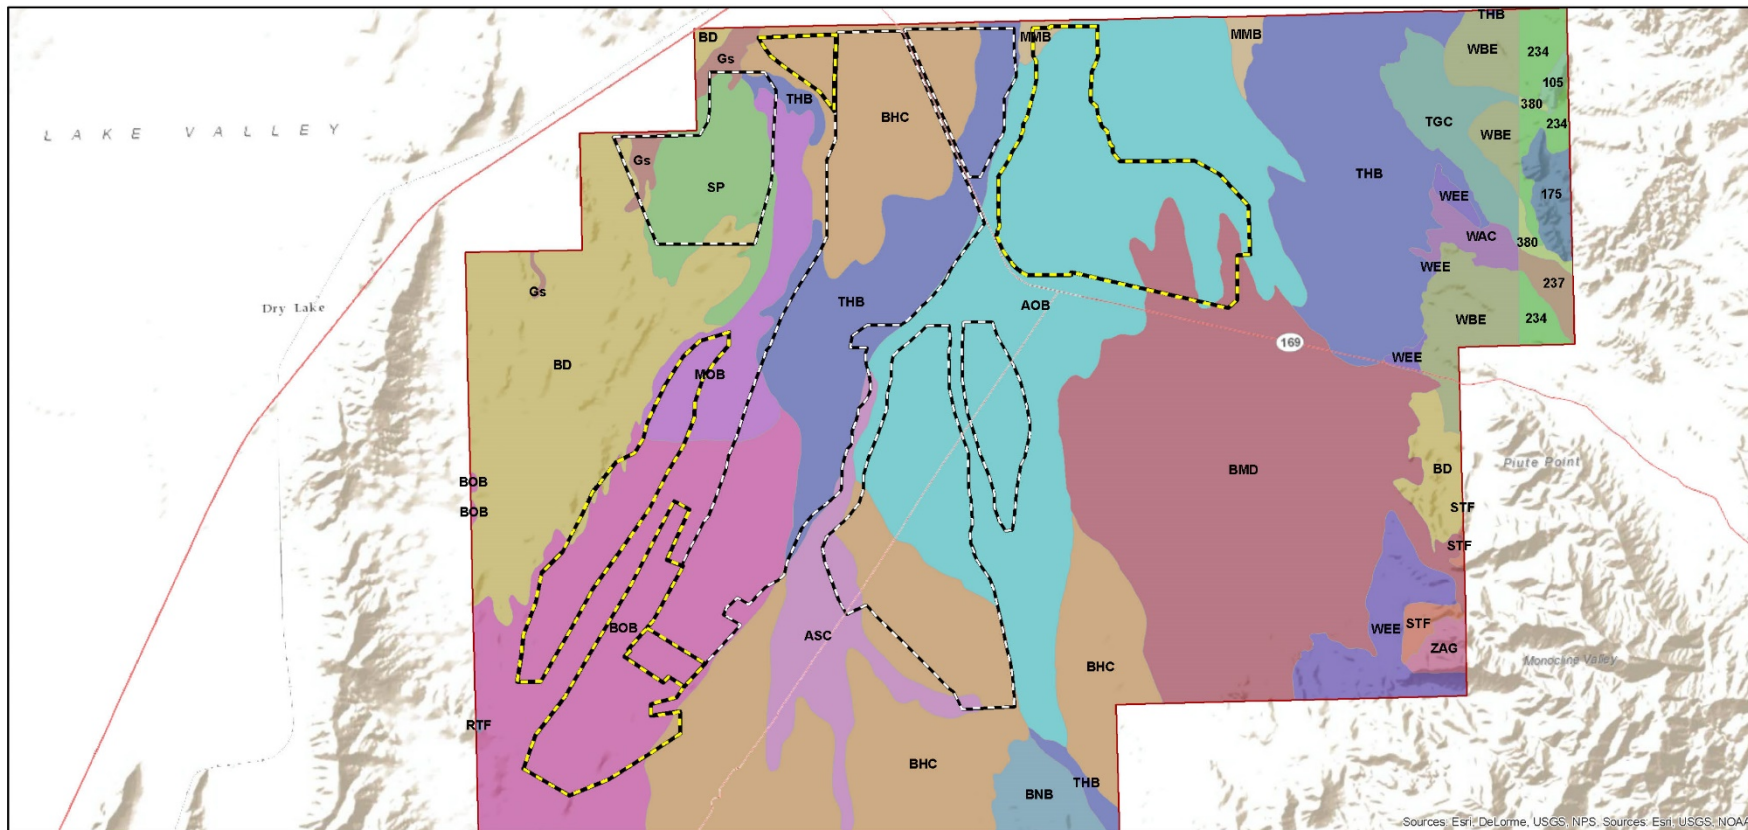 THB
BD
MMB
MMB
WBE
234
Gs
105
THB
380
BHC
TGC
234
LAKE VALLEY
WBE
Gs
THB
SP
WEE
175
WAC
380
WEE
Gs
237
Dry Lake
THB
AOB
WBE
234
169
WEE
BD
MOB
Piute Point
BMD
BD
BOB
STF
BOB
STF
BOB
ASC
WEE
STF
ZAG
Monocline Valley
BHC
RTF
BHC
THB
BNB
Sources: Esri, DeLorme, USGS, NPS, Sources: Esri, USGS, NOAA